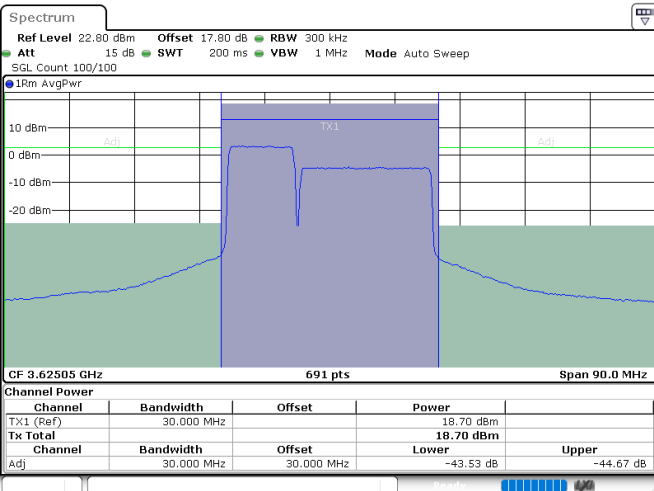 Spectrum
Ref Level 22.80 dBm Offset 17.80 dB RBW 300 kHz
Att 15 dB SWT 200 ms VBW 1 MHz Mode Auto Sweep
SGL Count 100/100
1Rm AvgPwr
TX1
10 dBm
Adj Adj
0 dBm
-10 dBm
-20 dBm
CF 3.62505 GHz 691 pts Span 90.0 MHz
Channel Power
Channel Bandwidth Offset Power
TX1 (Ref) 30.000 MHz 18.70 dBm
Tx Total 18.70 dBm
Channel Bandwidth Offset Lower Upper
Adj 30.000 MHz 30.000 MHz -43.53 dB -44.67 dB
Ready